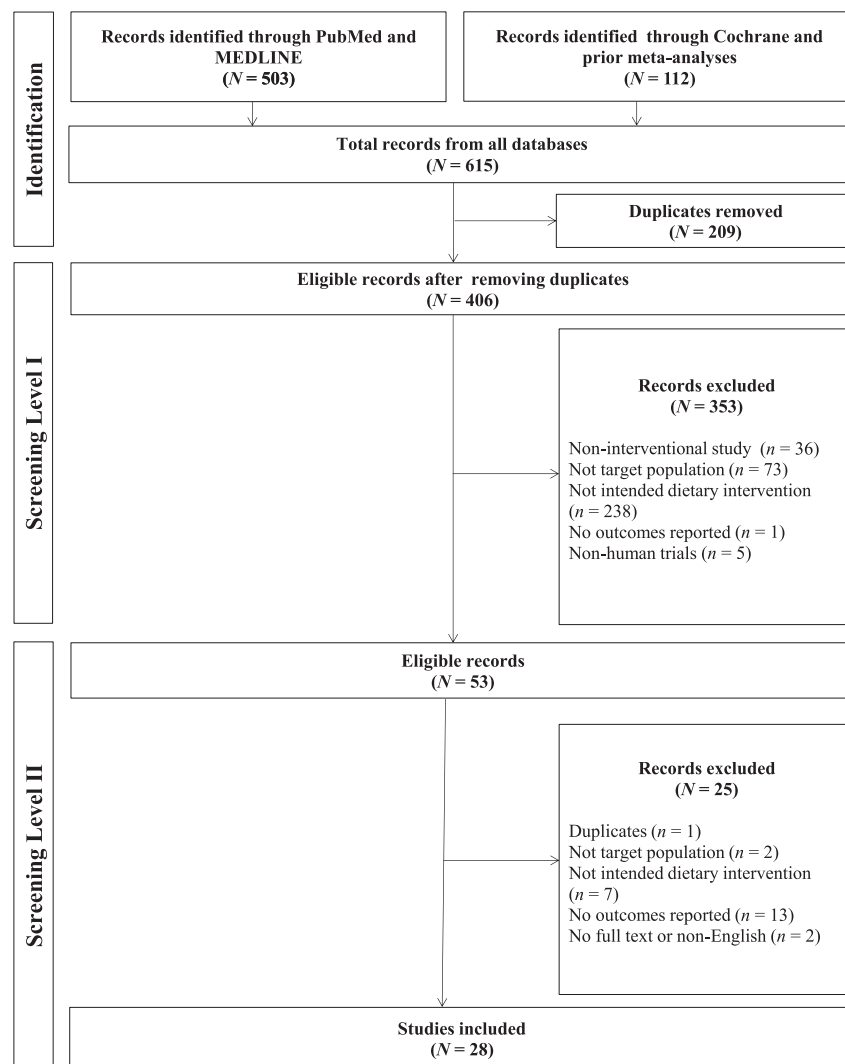 Identification
Records identified through PubMed and
MEDLINE
(N = 503)
Records identified through Cochrane and
prior meta-analyses
(N = 112)
Total records from all databases
(N = 615)
Duplicates removed
(N = 209)
Screening Level I
Eligible records after removing duplicates
(N = 406)
Records excluded
(N = 353)
Non-interventional study (n = 36)
Not target population (n = 73)
Not intended dietary intervention
(n = 238)
No outcomes reported (n = 1)
Non-human trials (n = 5)
Screening Level II
Eligible records
(N = 53)
Records excluded
(N = 25)
Duplicates (n = 1)
Not target population (n = 2)
Not intended dietary intervention
(n = 7)
No outcomes reported (n = 13)
No full text or non-English (n = 2)
Studies included
(N = 28)